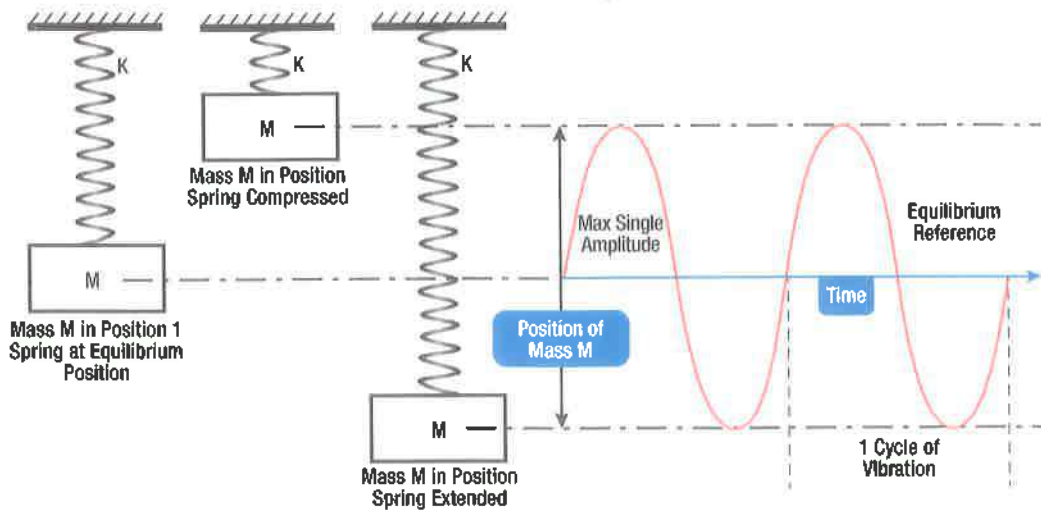 K
K
K
M
Mass M in Position
Spring Compressed
M
Mass M in Position 1
Spring at Equilibrium
Position
M
Mass M in Position
Spring Extended
Max Single
Amplitude
Position of
Mass M
Equilibrium
Reference
Time
1 Cycle of
Vibration